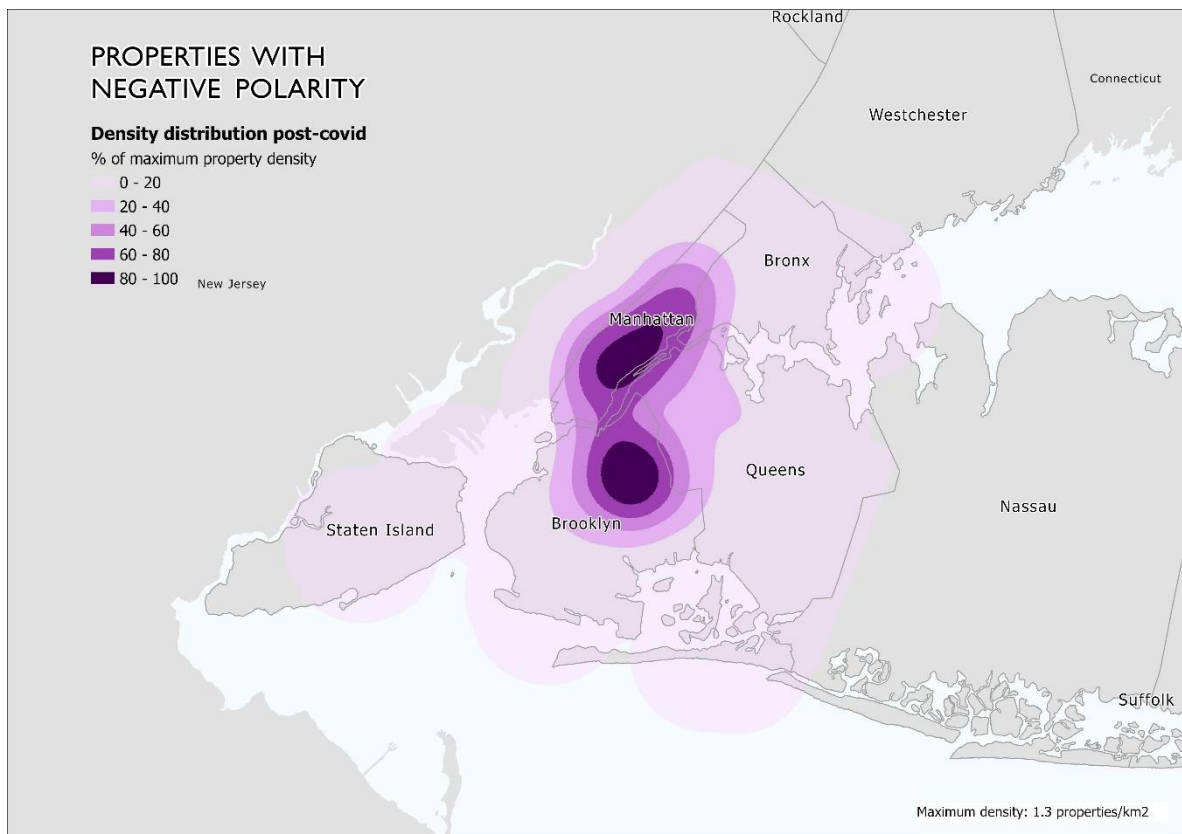 Rockland
PROPERTIES WITH
NEGATIVE POLARITY
Connecticut
Westchester
Density distribution post-covid
% of maximum property density
0 - 20
20 - 40
40 - 60
60 - 80
80 - 100
New Jersey
Bronx
Manhattan
Queens
Nassau
Brooklyn
Staten Island
Suffolk
Maximum density: 1.3 properties/km2